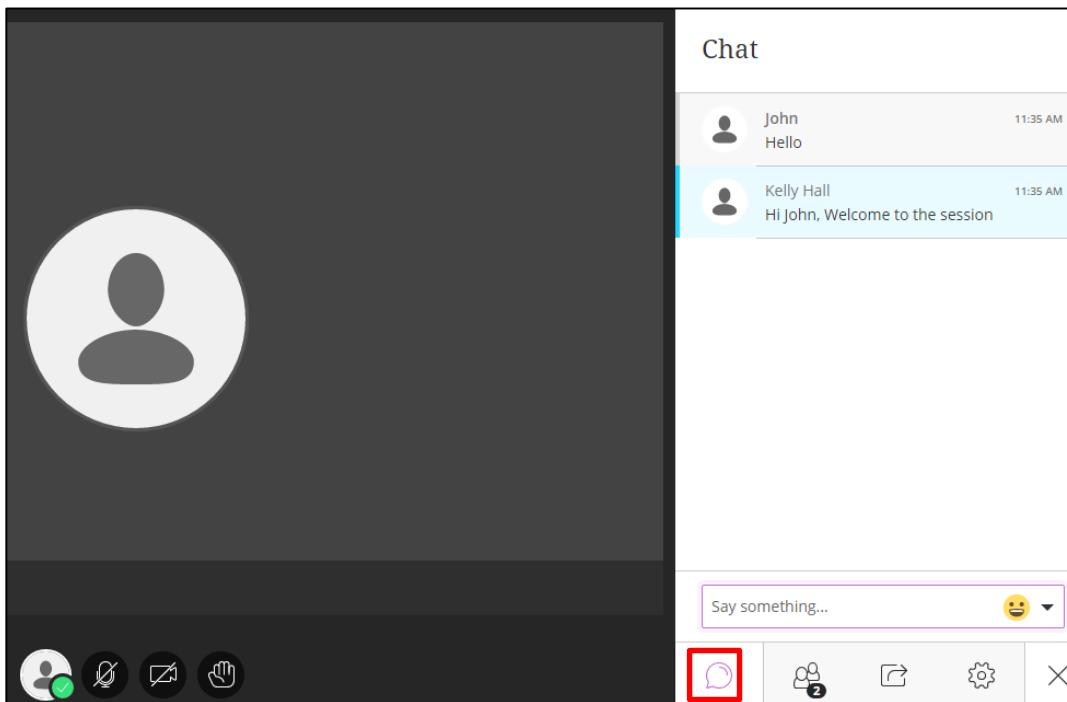 Chat
John 11:35 AM
Hello
Kelly Hall 11:35 AM
Hi John, Welcome to the session
Say something...
2